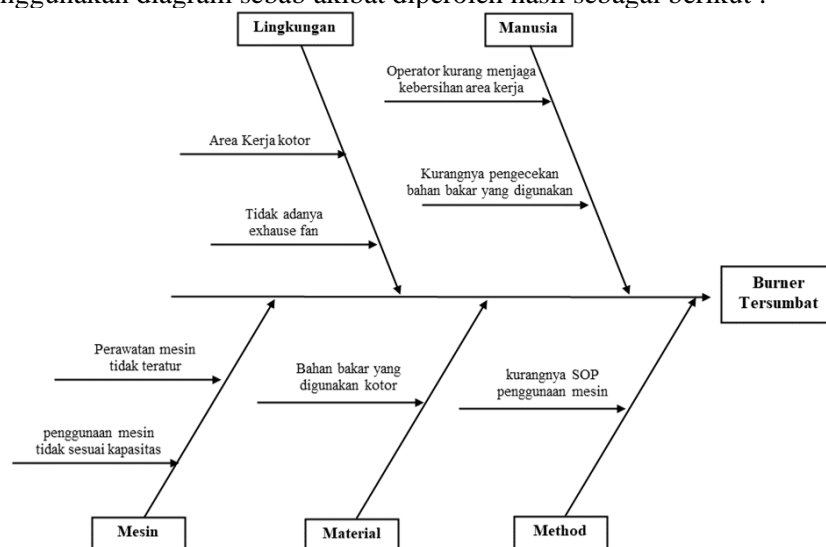 nggunakan diagram sebab akibat diperoleh hasil sebagai berikut :
Lingkungan
Manusia
Operator kurang menjaga
kebersihan area kerja
Area Kerja kotor
Kurangnya pengecekan
bahan bakar yang digunakan
Tidak adanya
exhause fan
Burner
Tersumbat
Perawatan mesin
tidak teratur
Bahan bakar yang
digunakan kotor
kurangnya SOP
penggunaan mesin
penggunaan mesin
tidak sesuai kapasitas
Mesin
Material
Method